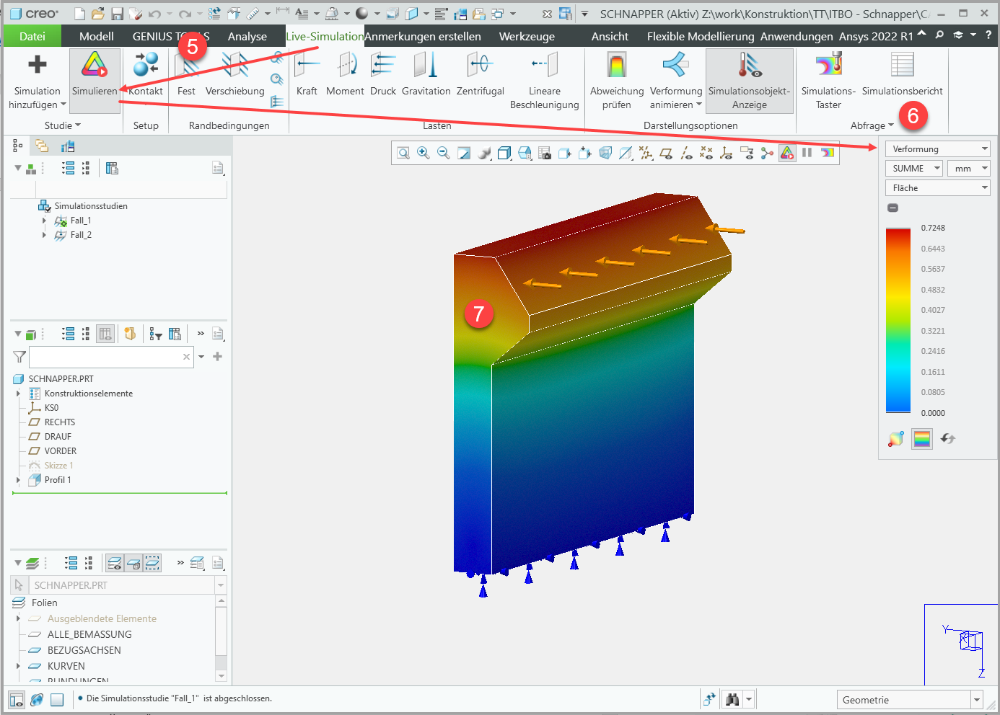 creo
SCHNAPPER (Aktiv) Z:\work\Konstruktion\TT\ITBO - Schnapper\C
Datei
Modell
GENIUS TOOLS
Analyse
Live-Simulation
Anmerkungen erstellen
Werkzeuge
Ansicht
Flexible Modellierung
Anwendungen
Ansys 2022 R1
5
Simulation hinzufügen
Simulieren
Kontakt
Fest
Verschiebung
Kraft
Moment
Druck
Gravitation
Zentrifugal
Lineare Beschleunigung
Abweichung prüfen
Verformung animieren
Simulationsobjekt-Anzeige
Simulations-Taster
Simulationsbericht
Studie
Setup
Randbedingungen
Lasten
Darstellungsoptionen
Abfrage
6
Verformung
SUMME
mm
Fläche
0.7248
0.6443
0.5637
0.4832
0.4027
0.3221
0.2416
0.1611
0.0805
0.0000
Simulationsstudien
Fall_1
Fall_2
7
SCHNAPPER.PRT
Konstruktionselemente
KS0
RECHTS
DRAUF
VORDER
Skizze 1
Profil 1
SCHNAPPER.PRT
Folien
Ausgeblendete Elemente
ALLE_BEMASSUNG
BEZUGSACHSEN
KURVEN
RUNDUNGEN
Y
X
Z
Die Simulationsstudie "Fall_1" ist abgeschlossen.
Geometrie